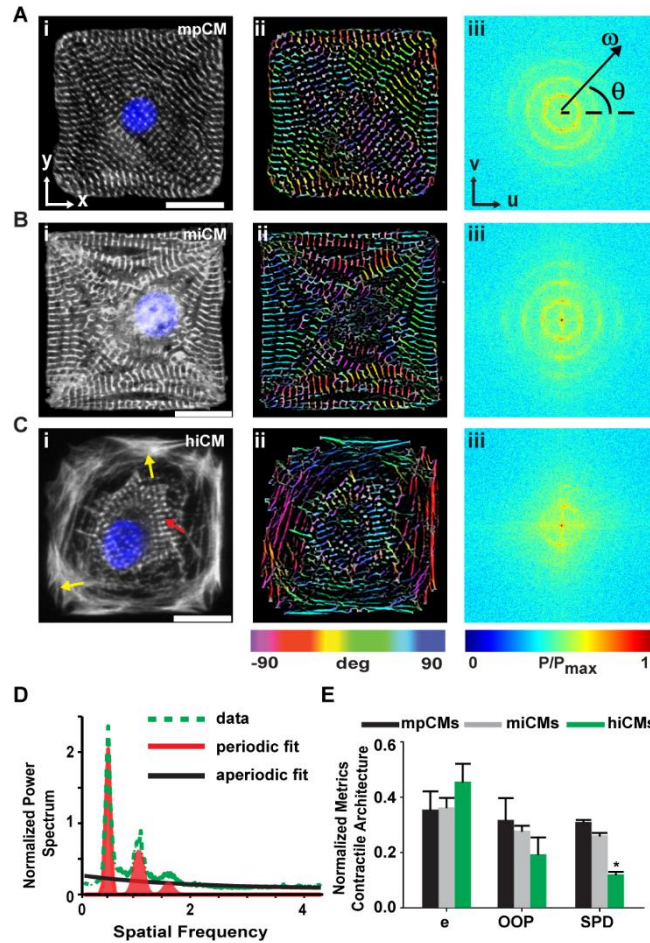 A
i
mpCM
ii
iii
ω
θ
y
x
v
u
B
i
miCM
ii
iii
C
i
hiCM
ii
iii
-90 deg 90
0 P/Pmax 1
D
data
periodic fit
aperiodic fit
Normalized Power
Spectrum
2
1
0
0 2 4
Spatial Frequency
E
mpCMs miCMs hiCMs
Normalized Metrics
Contractile Architecture
0.6
0.4
0.2
0.0
*
e OOP SPD